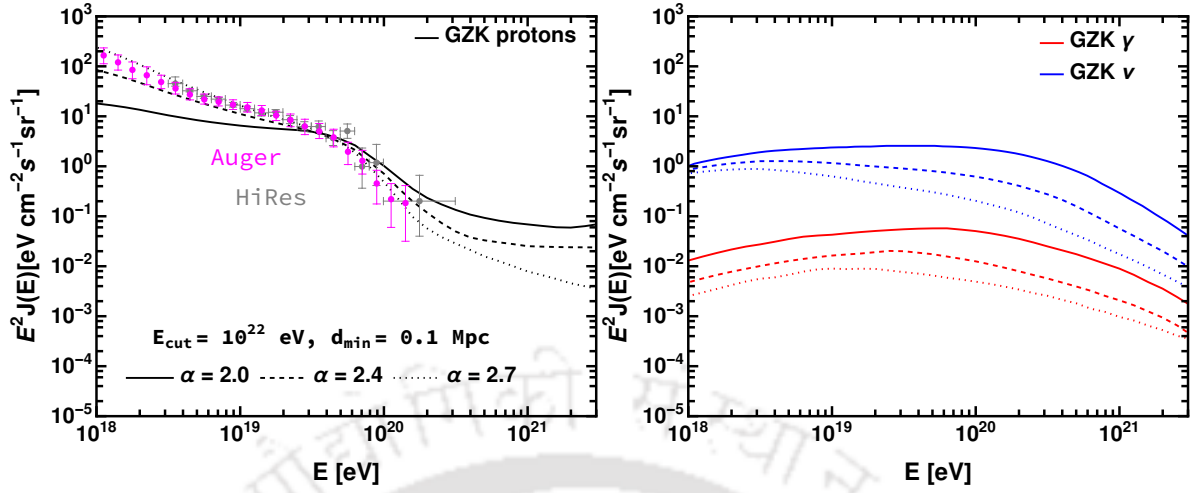 GZK protons
E²J(E)[eV cm⁻²s⁻¹sr⁻¹]
10³
10²
10¹
10⁰
10⁻¹
10⁻²
10⁻³
10⁻⁴
10⁻⁵
Auger
HiRes
E_cut = 10²² eV, d_min = 0.1 Mpc
α = 2.0 α = 2.4 α = 2.7
10¹⁸ 10¹⁹ 10²⁰ 10²¹
E [eV]
GZK γ
GZK ν
E²J(E)[eV cm⁻²s⁻¹sr⁻¹]
10³
10²
10¹
10⁰
10⁻¹
10⁻²
10⁻³
10⁻⁴
10⁻⁵
10¹⁸ 10¹⁹ 10²⁰ 10²¹
E [eV]